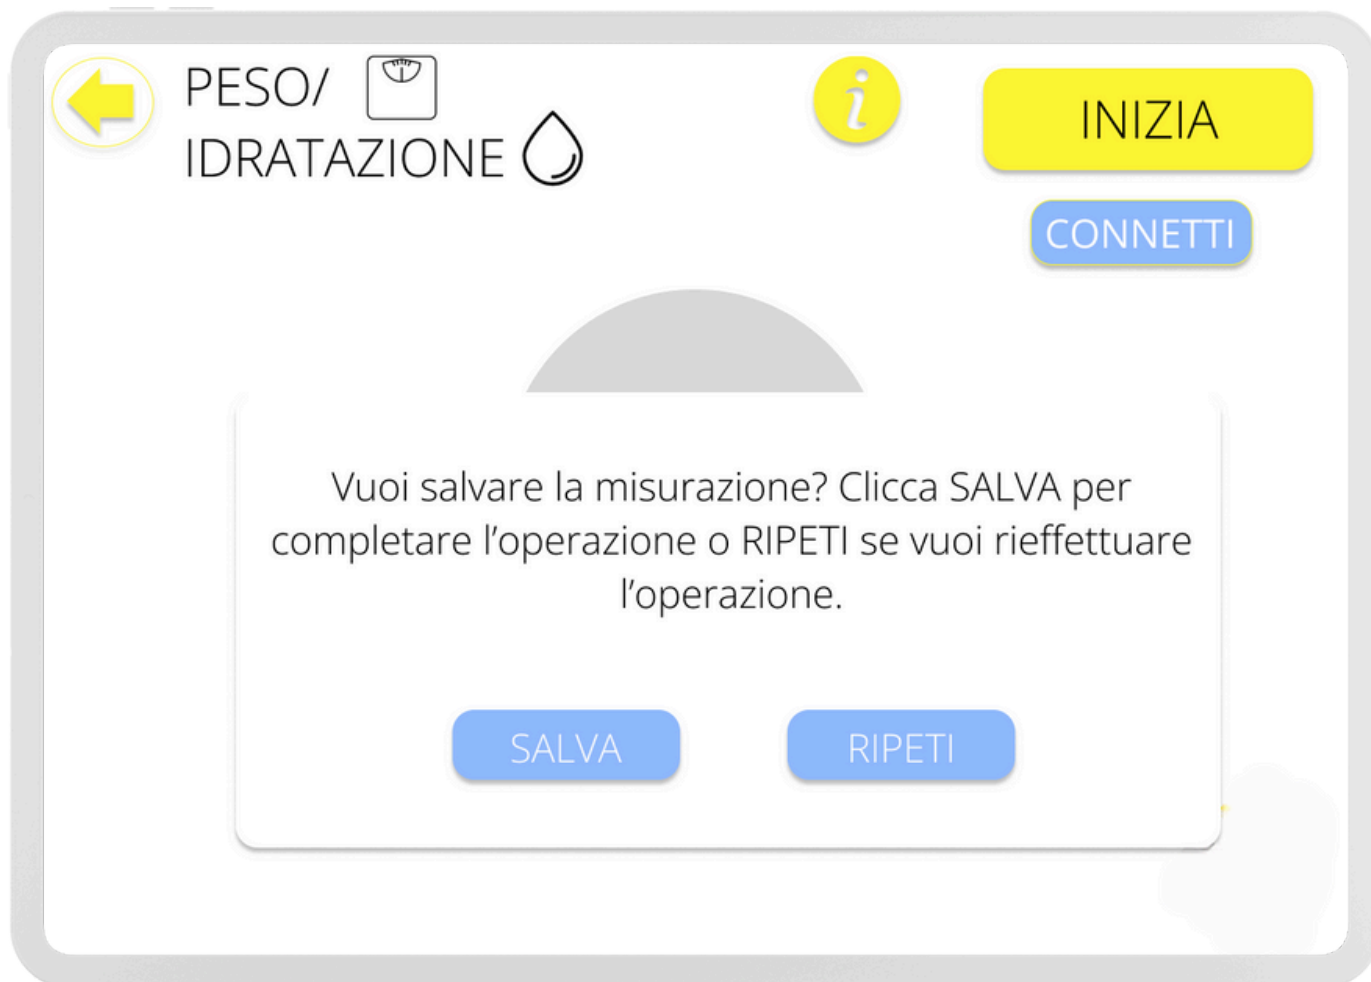 PESO/
IDRATAZIONE
i
INIZIA
CONNETTI
Vuoi salvare la misurazione? Clicca SALVA per
completare l’operazione o RIPETI se vuoi rieffettuare
l’operazione.
SALVA
RIPETI